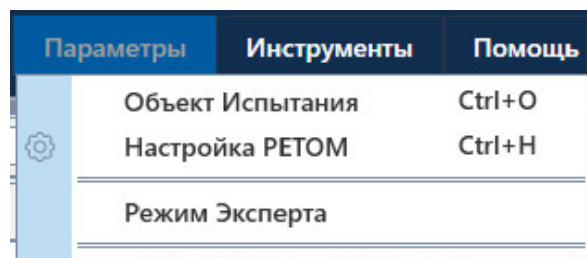 Параметры Инструменты Помощь
Объект Испытания Ctrl+O
Настройка РЕТОМ Ctrl+H
Режим Эксперта